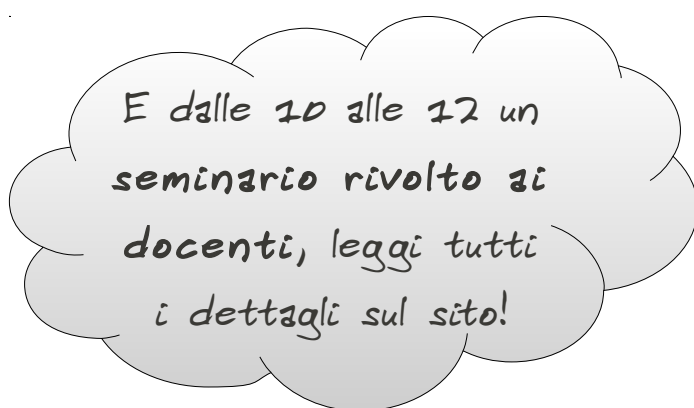 E dalle 10 alle 12 un
seminario rivolto ai
docenti, leggi tutti
i dettagli sul sito!